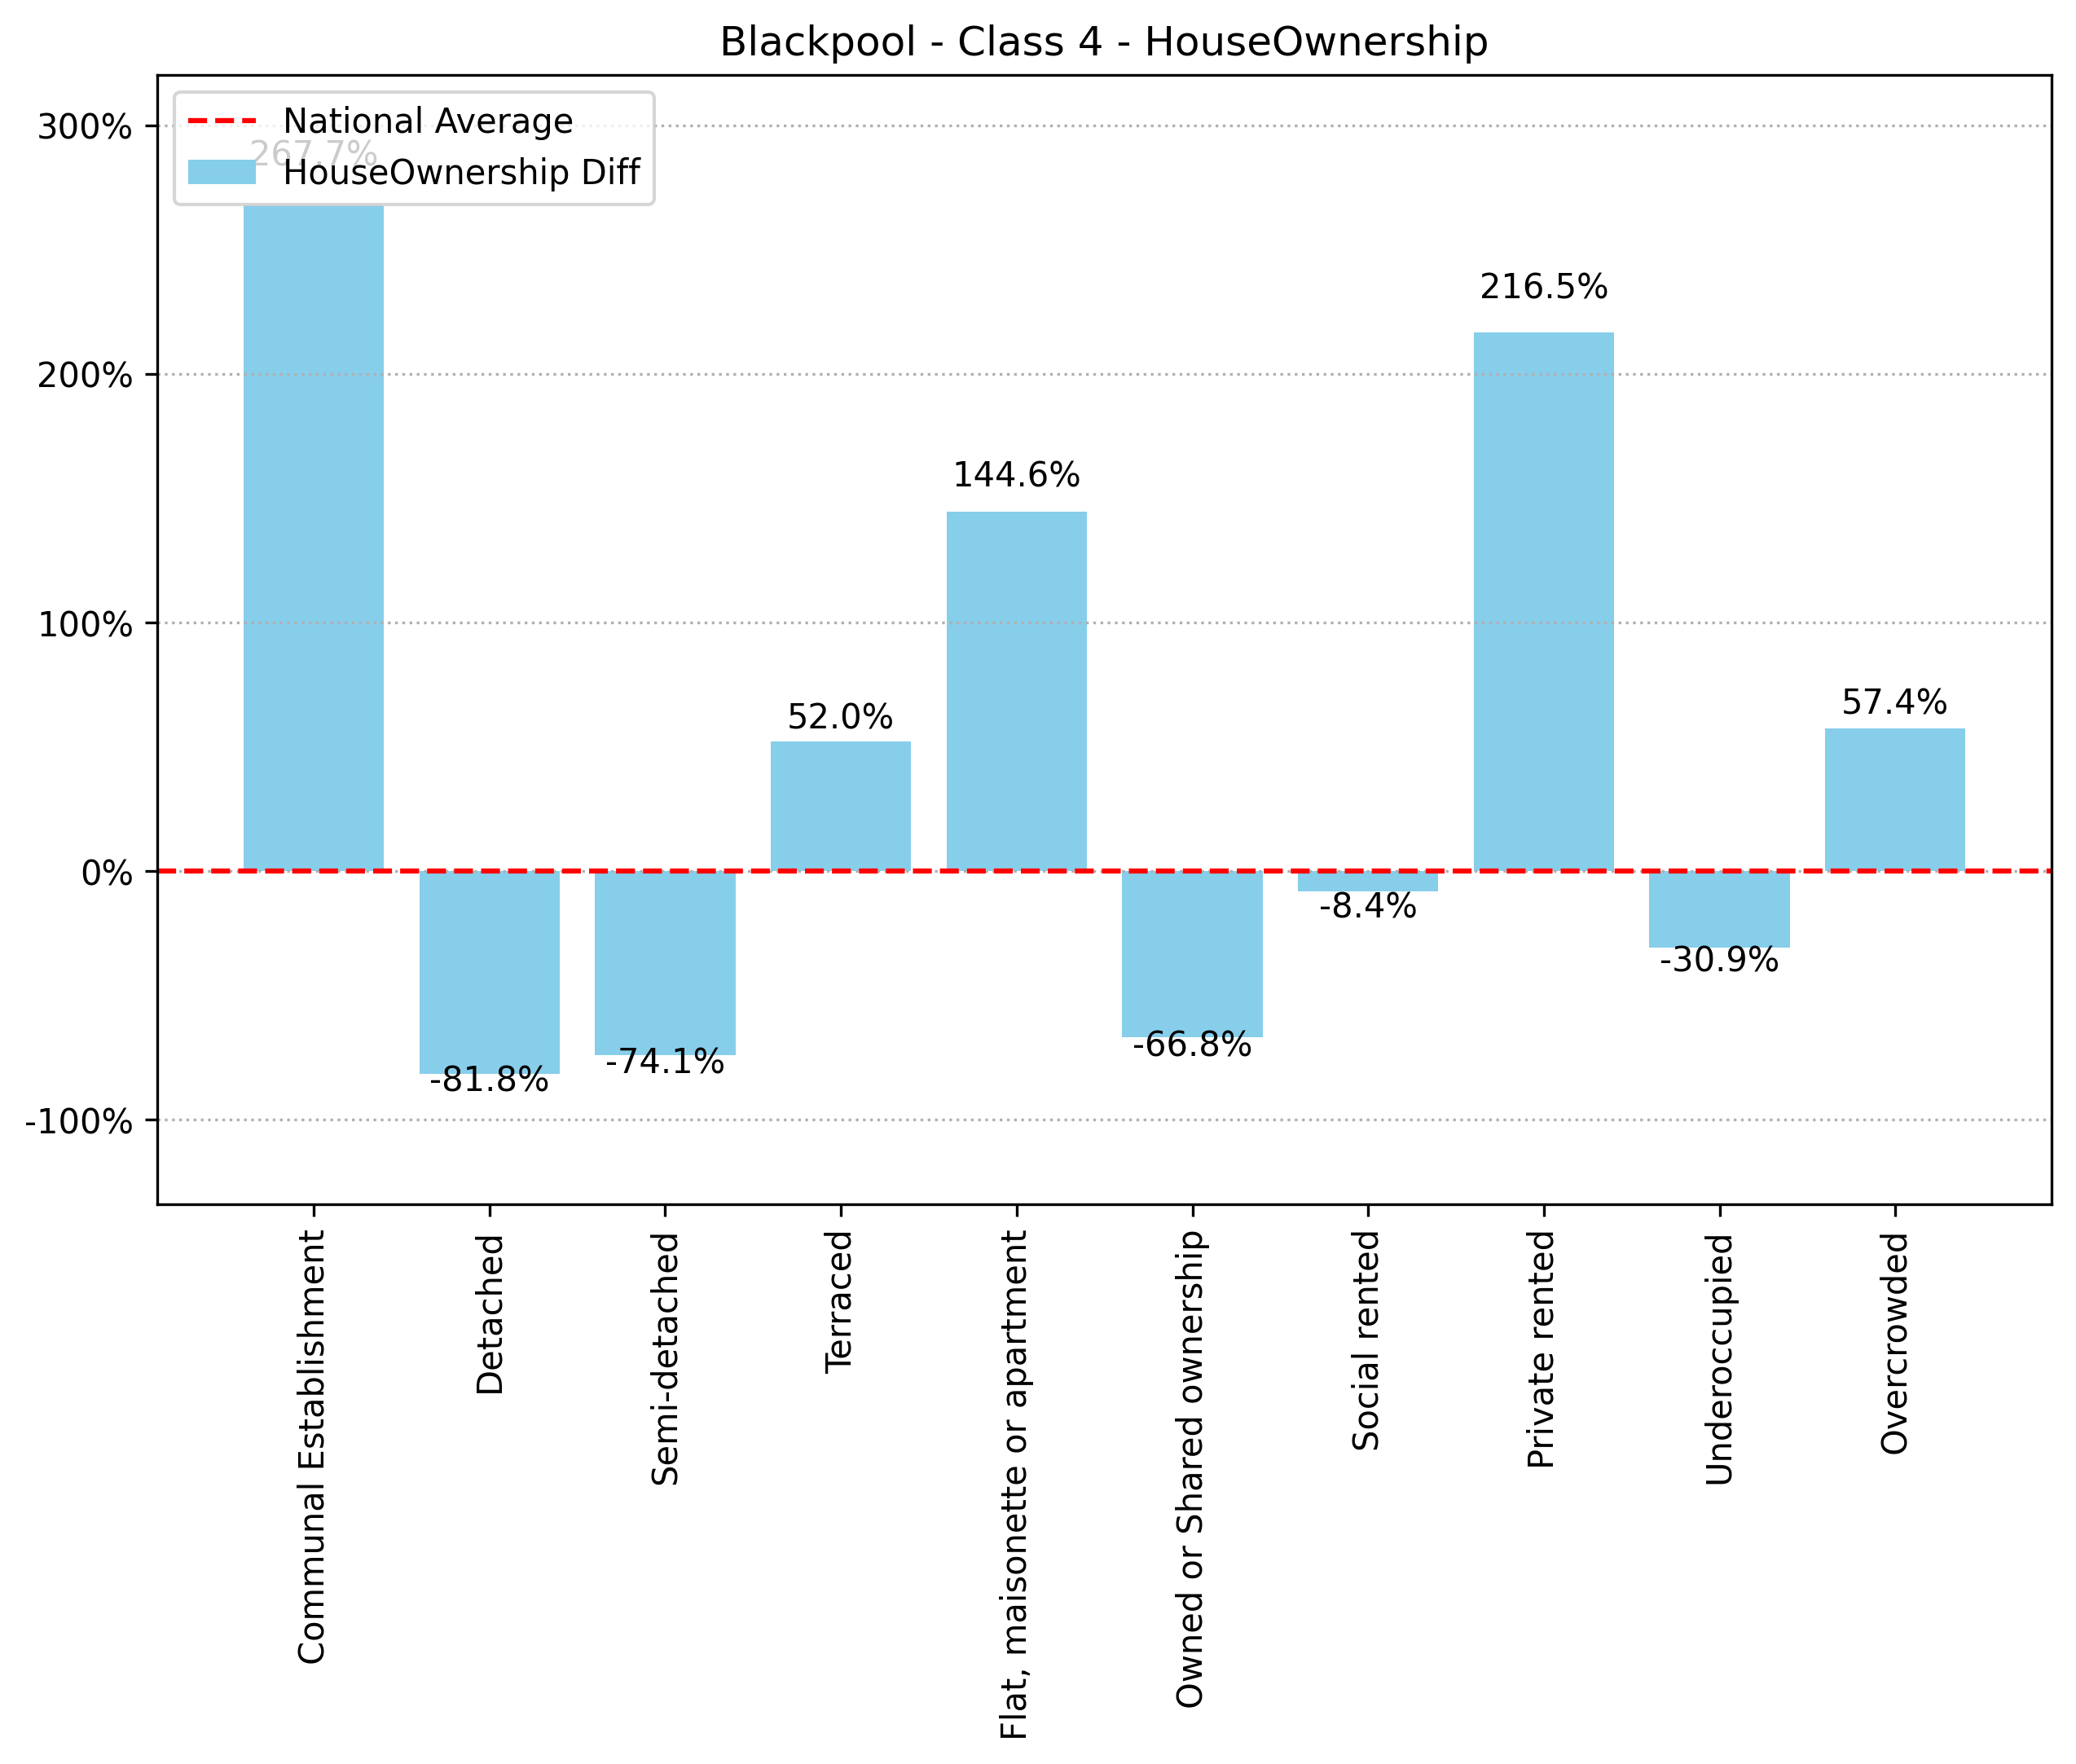 Blackpool - Class 4 - HouseOwnership
National Average
HouseOwnership Diff
300%
200%
100%
0%
-100%
267.7%
-81.8%
-74.1%
52.0%
144.6%
-66.8%
-8.4%
216.5%
-30.9%
57.4%
Communal Establishment
Detached
Semi-detached
Terraced
Flat, maisonette or apartment
Owned or Shared ownership
Social rented
Private rented
Underoccupied
Overcrowded